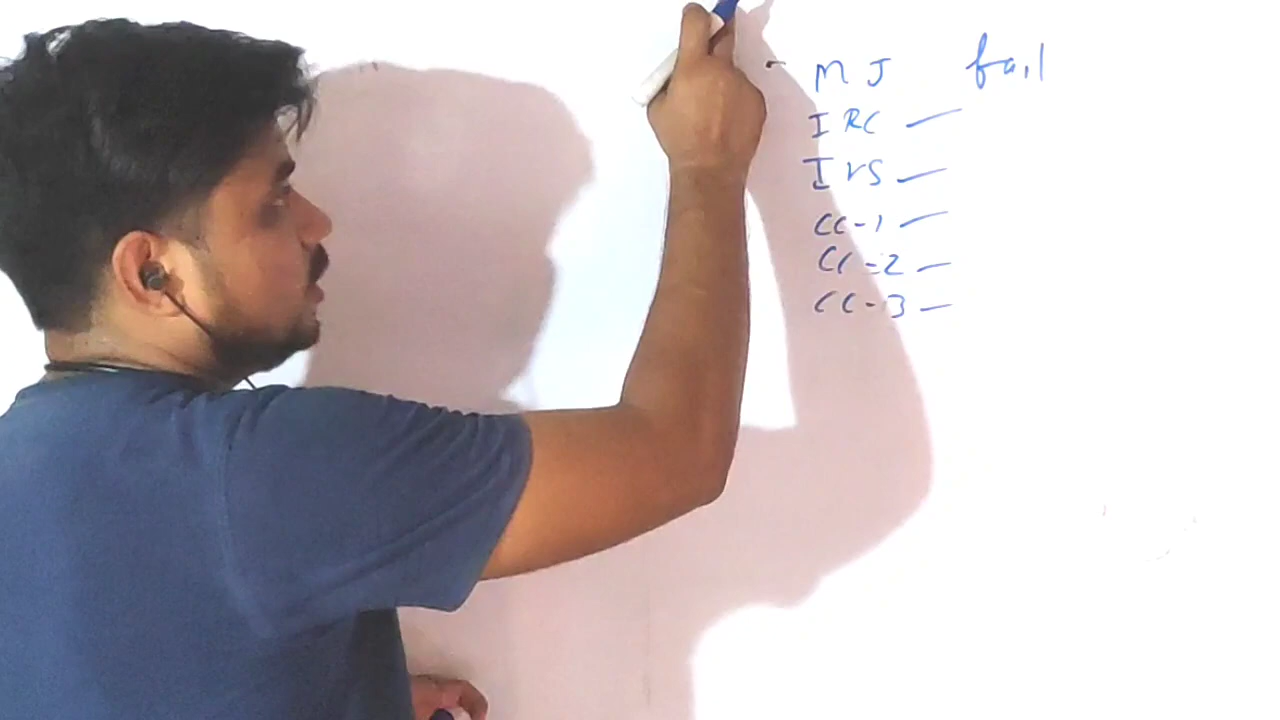 MJ fail
IRC —
IVS —
CC-1 —
CC-2 —
CC-3 —